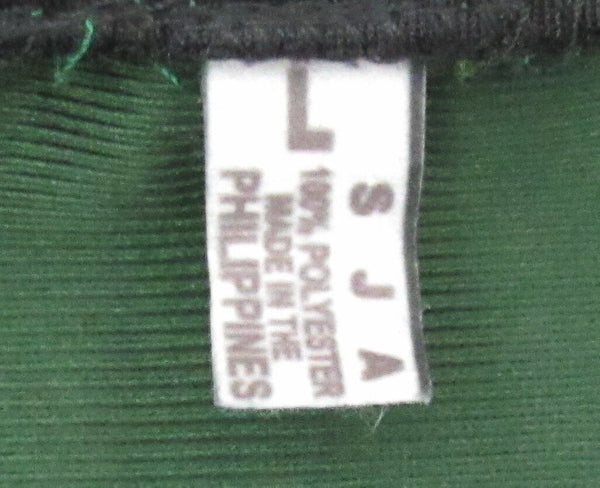 S J A
L
100% POLYESTER
MADE IN THE
PHILIPPINES